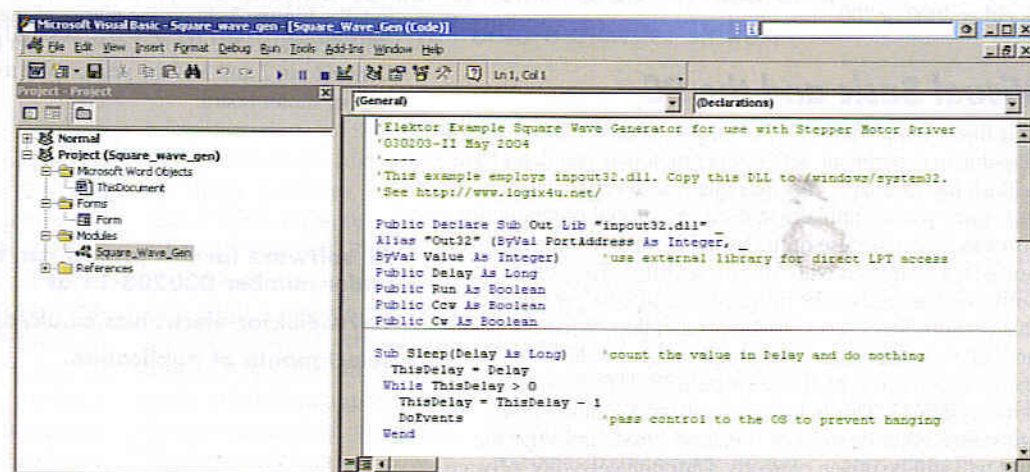 Microsoft Visual Basic - Square_wave_gen - [Square_Wave_Gen (Code)]
File Edit View Insert Format Debug Run Tools Add-Ins Window Help
Ln 1, Col 1
Project - Project
Normal
Project (Square_wave_gen)
Microsoft Word Objects
ThisDocument
Forms
Form
Modules
Square_Wave_Gen
References
(General)
(Declarations)
'Elektor Example Square Wave Generator for use with Stepper Motor Driver
'030203-II May 2004
'
'This example employs inpout32.dll. Copy this DLL to /windows/system32.
'See http://www.logix4u.net/
Public Declare Sub Out Lib "inpout32.dll" _
Alias "Out32" (ByVal PortAddress As Integer,
ByVal Value As Integer) 'use external library for direct LPT access
Public Delay As Long
Public Run As Boolean
Public Ccw As Boolean
Public Cw As Boolean
Sub Sleep(Delay As Long) 'count the value in Delay and do nothing
ThisDelay = Delay
While ThisDelay > 0
ThisDelay = ThisDelay - 1
DoEvents 'pass control to the OS to prevent hanging
Wend